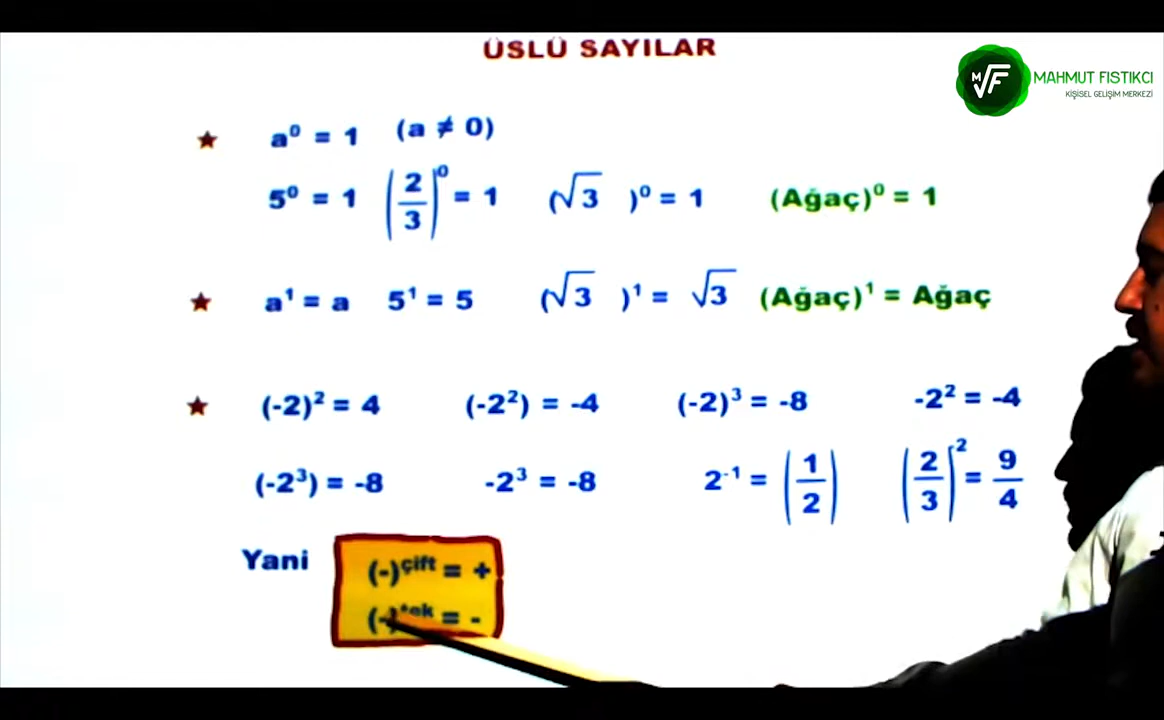 ÜSLÜ SAYILAR
MAHMUT FISTIKCI
KİŞİSEL GELİŞİM MERKEZİ
★ a⁰ = 1 (a ≠ 0)
5⁰ = 1 (2/3)⁰ = 1 (√3 )⁰ = 1 (Ağaç)⁰ = 1
★ a¹ = a 5¹ = 5 (√3 )¹ = √3 (Ağaç)¹ = Ağaç
★ (-2)² = 4 (-2²) = -4 (-2)³ = -8 -2² = -4
(-2³) = -8 -2³ = -8 2⁻¹ = (1/2) (2/3)⁻² = 9/4
Yani (-)çift = +
(-)tek = -